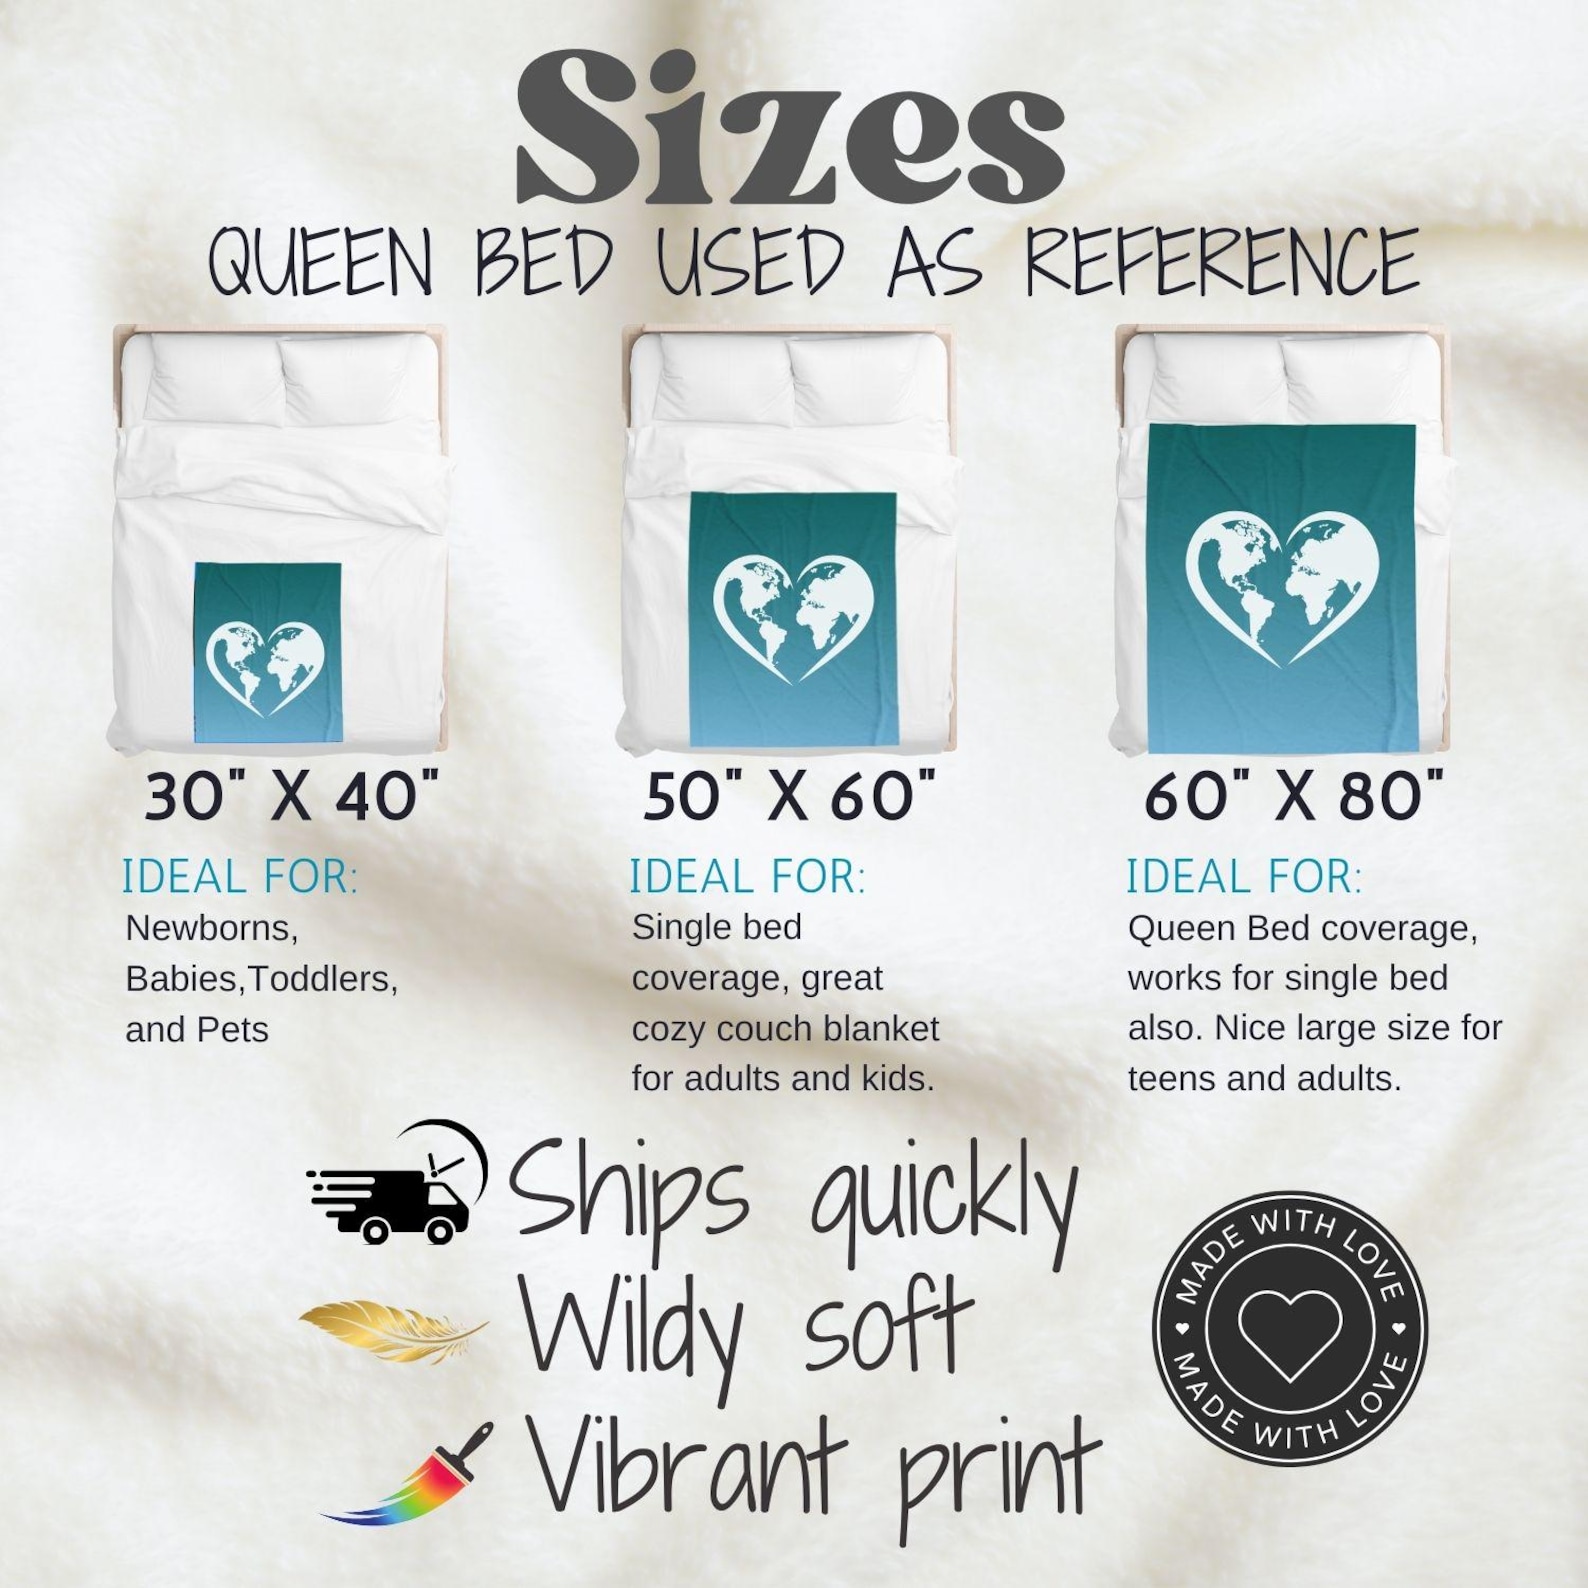 Sizes
QUEEN BED USED AS REFERENCE
30" X 40"
IDEAL FOR:
Newborns,
Babies,Toddlers,
and Pets
50" X 60"
IDEAL FOR:
Single bed
coverage, great
cozy couch blanket
for adults and kids.
60" X 80"
IDEAL FOR:
Queen Bed coverage,
works for single bed
also. Nice large size for
teens and adults.
Ships quickly
Wildy soft
Vibrant print
MADE WITH LOVE
MADE WITH LOVE